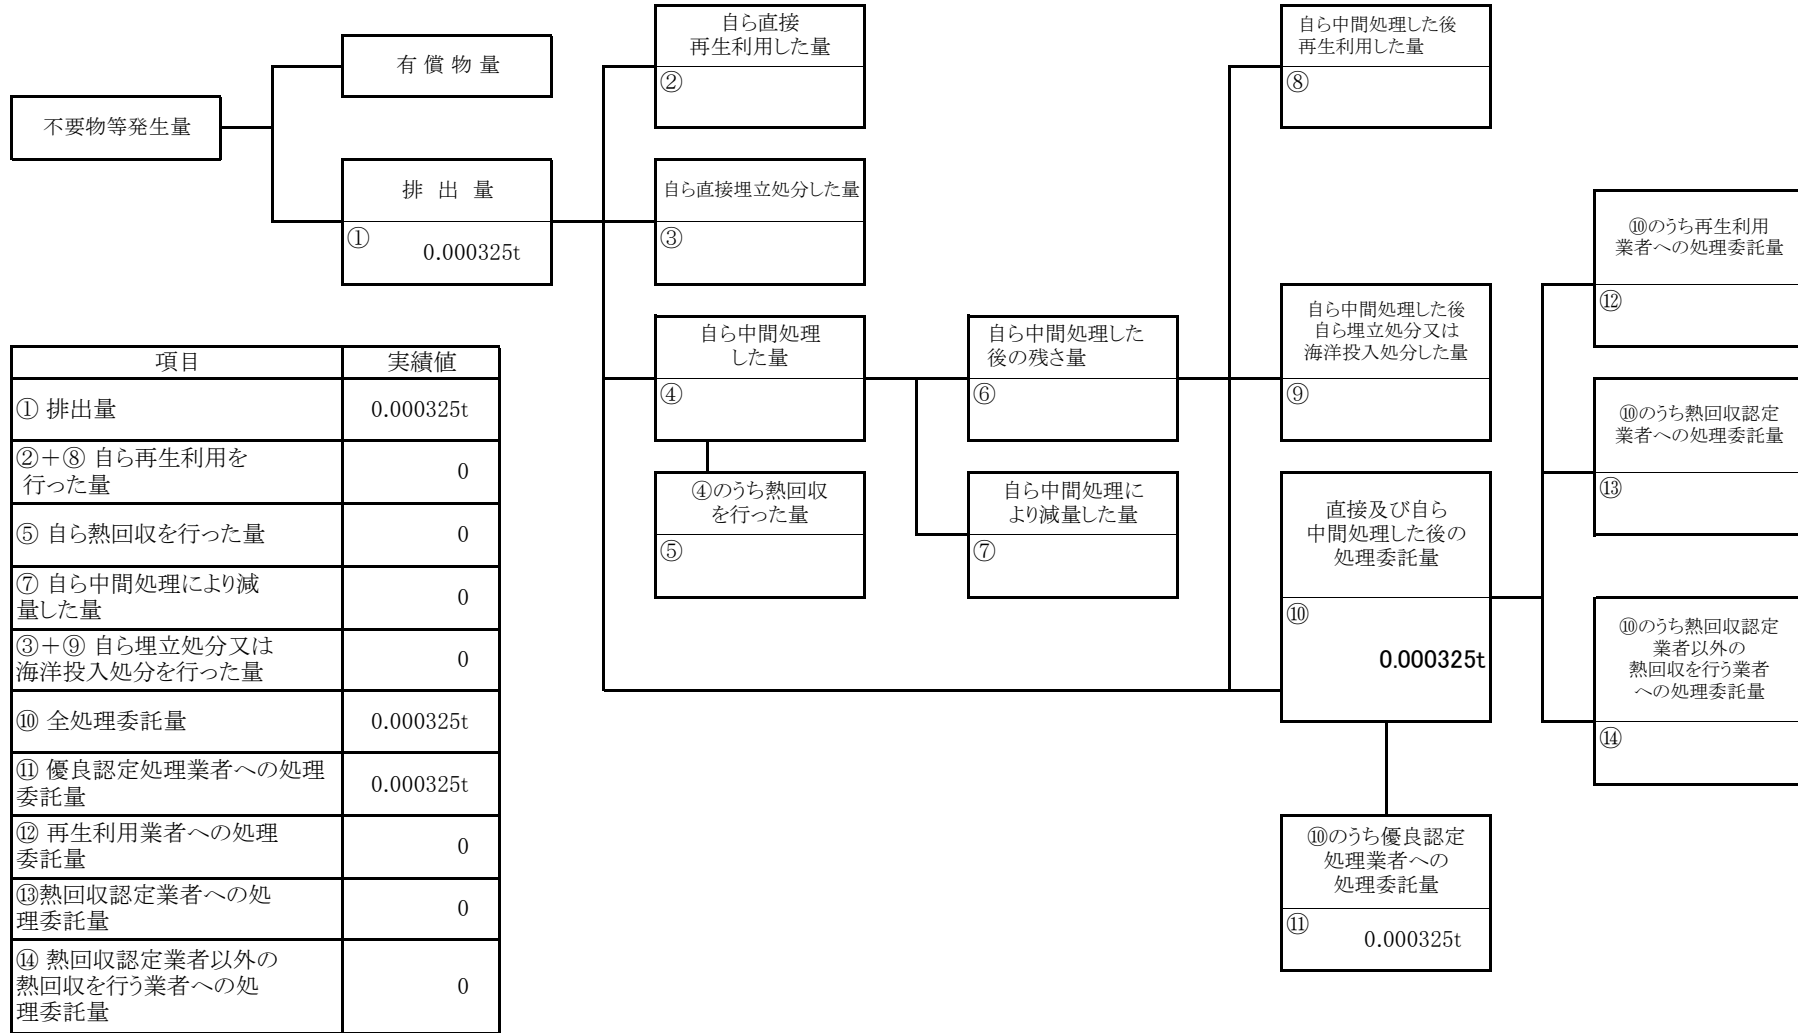 不要物等発生量
有 償 物 量
排 出 量
①
0.000325t
自ら直接
再生利用した量
②
自ら直接埋立処分した量
③
自ら中間処理
した量
④
④のうち熱回収
を行った量
⑤
自ら中間処理した
後の残さ量
⑥
自ら中間処理に
より減量した量
⑦
自ら中間処理した後
再生利用した量
⑧
自ら中間処理した後
自ら埋立処分又は
海洋投入処分した量
⑨
直接及び自ら
中間処理した後の
処理委託量
⑩
0.000325t
⑩のうち優良認定
処理業者への
処理委託量
⑪
0.000325t
⑩のうち再生利用
業者への処理委託量
⑫
⑩のうち熱回収認定
業者への処理委託量
⑬
⑩のうち熱回収認定
業者以外の
熱回収を行う業者
への処理委託量
⑭
項目 実績値
① 排出量 0.000325t
②＋⑧ 自ら再生利用を
行った量 0
⑤ 自ら熱回収を行った量 0
⑦ 自ら中間処理により減
量した量 0
③＋⑨ 自ら埋立処分又は
海洋投入処分を行った量 0
⑩ 全処理委託量 0.000325t
⑪ 優良認定処理業者への処理
委託量 0.000325t
⑫ 再生利用業者への処理
委託量 0
⑬熱回収認定業者への処
理委託量 0
⑭ 熱回収認定業者以外の
熱回収を行う業者への処
理委託量 0